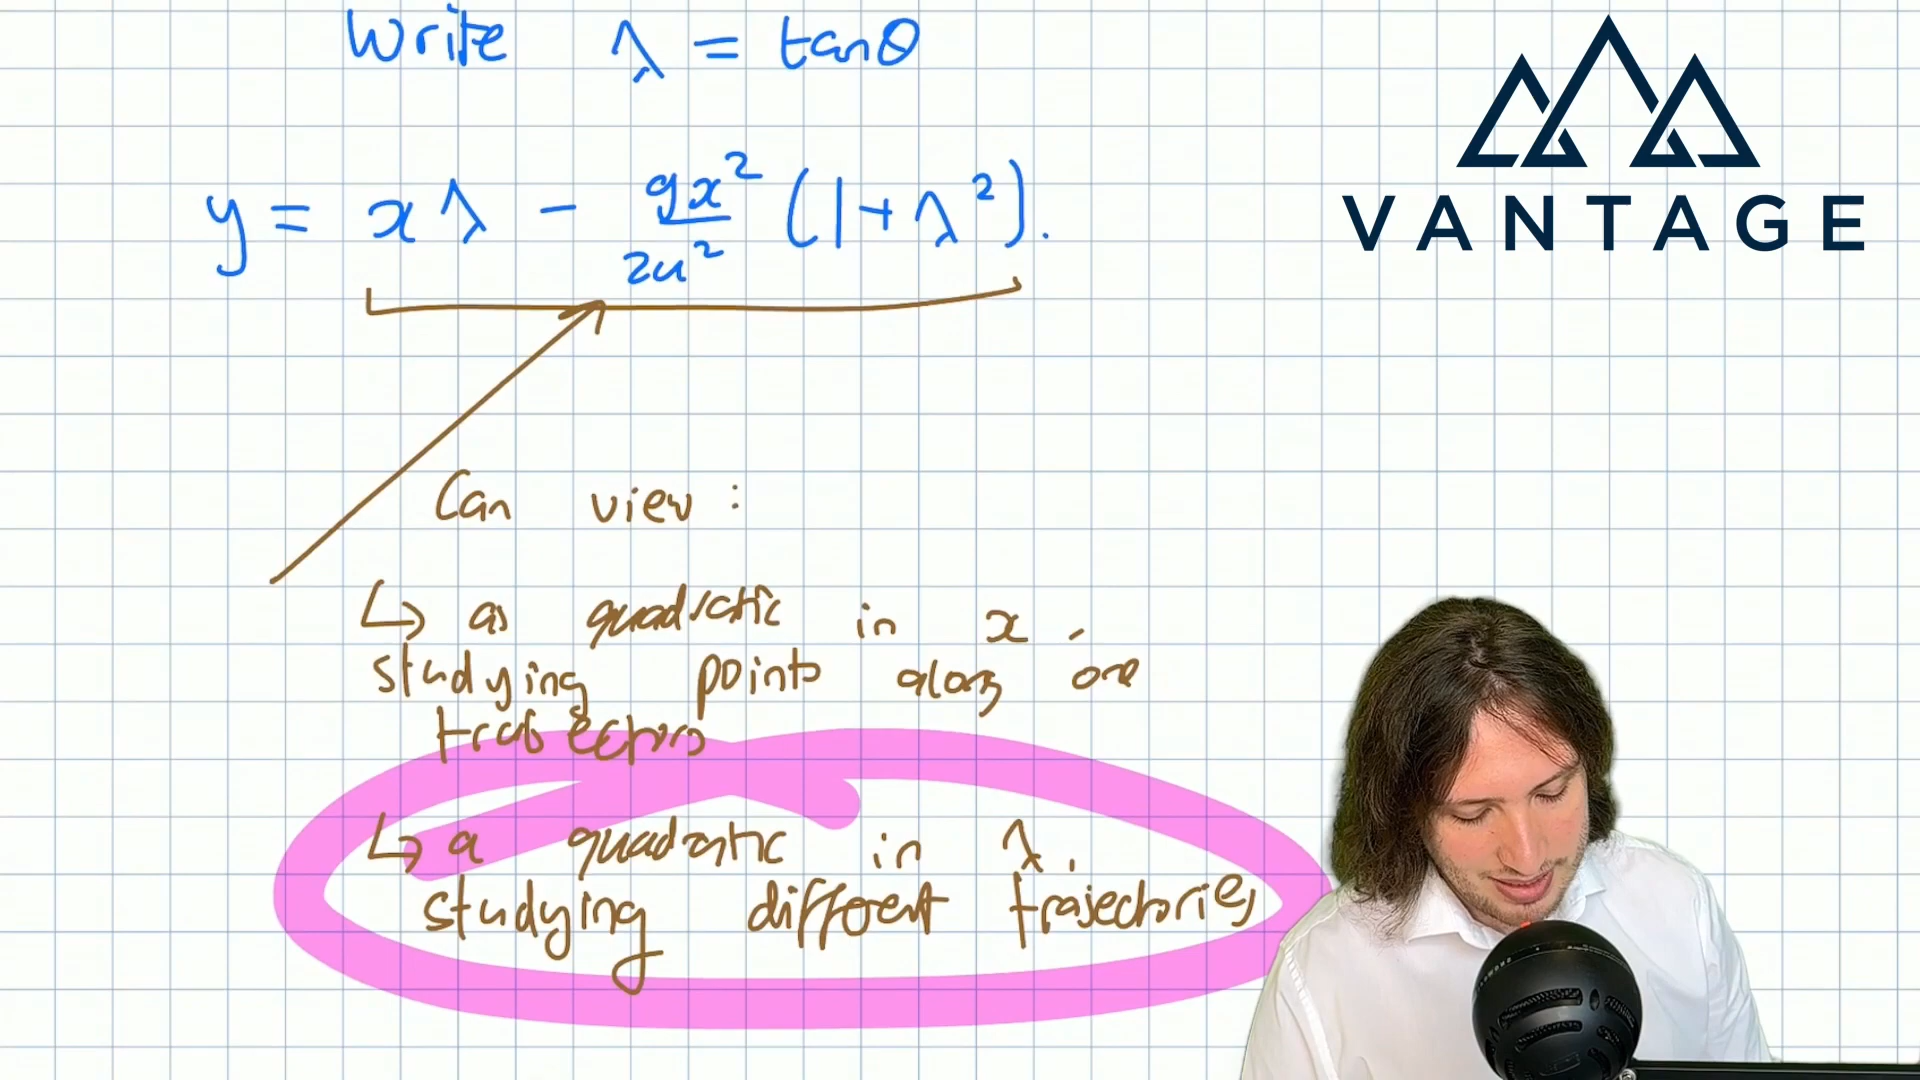 Write λ = tanθ
y = xλ - gx²/2u² (1+λ²).
VANTAGE
Can view :
↳ as quadratic in x,
studying points along one
trajectory
↳ a quadratic in λ,
studying different trajectories